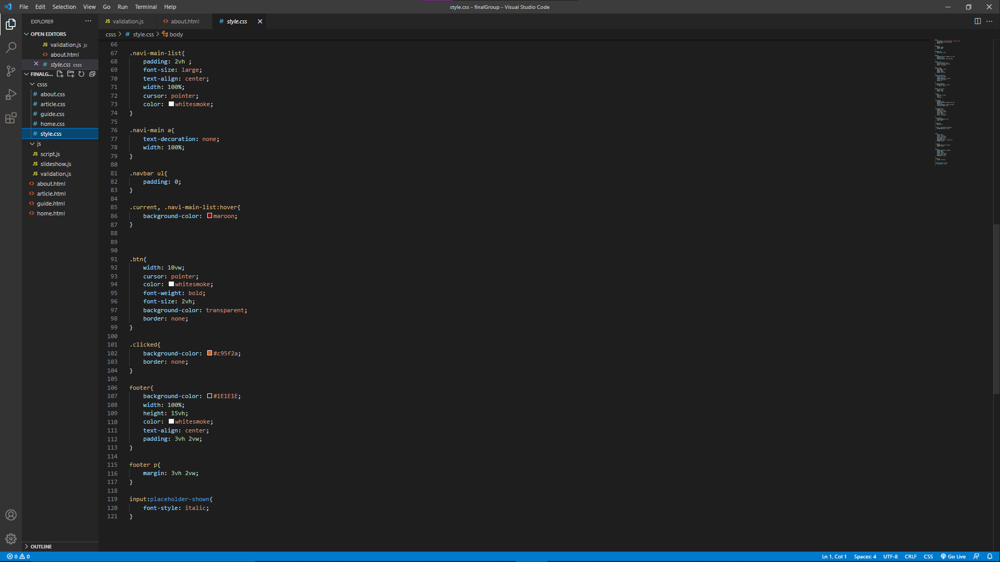 File Edit Selection View Go Run Terminal Help
style.css - finalGroup - Visual Studio Code
EXPLORER
OPEN EDITORS
JS validation.js js
<> about.html
# style.css csss
FINALG...
csss
# about.css
# article.css
# guide.css
# home.css
# style.css
js
JS script.js
JS slideshow.js
JS validation.js
<> about.html
<> article.html
<> guide.html
<> home.html
OUTLINE
JS validation.js
<> about.html
# style.css
csss > # style.css > body
66
67 .navi-main-list{
68 padding: 2vh ;
69 font-size: large;
70 text-align: center;
71 width: 100%;
72 cursor: pointer;
73 color: whitesmoke;
74 }
75
76 .navi-main a{
77 text-decoration: none;
78 width: 100%;
79 }
80
81 .navbar ul{
82 padding: 0;
83 }
84
85 .current, .navi-main-list:hover{
86 background-color: maroon;
87 }
88
89
90
91 .btn{
92 width: 10vw;
93 cursor: pointer;
94 color: whitesmoke;
95 font-weight: bold;
96 font-size: 2vh;
97 background-color: transparent;
98 border: none;
99 }
100
101 .clicked{
102 background-color: #c95f2a;
103 border: none;
104 }
105
106 footer{
107 background-color: #1E1E1E;
108 width: 100%;
109 height: 15vh;
110 color: whitesmoke;
111 text-align: center;
112 padding: 3vh 2vw;
113 }
114
115 footer p{
116 margin: 3vh 2vw;
117 }
118
119 input:placeholder-shown{
120 font-style: italic;
121 }
0 0
Ln 1, Col 1 Spaces: 4 UTF-8 CRLF CSS Go Live